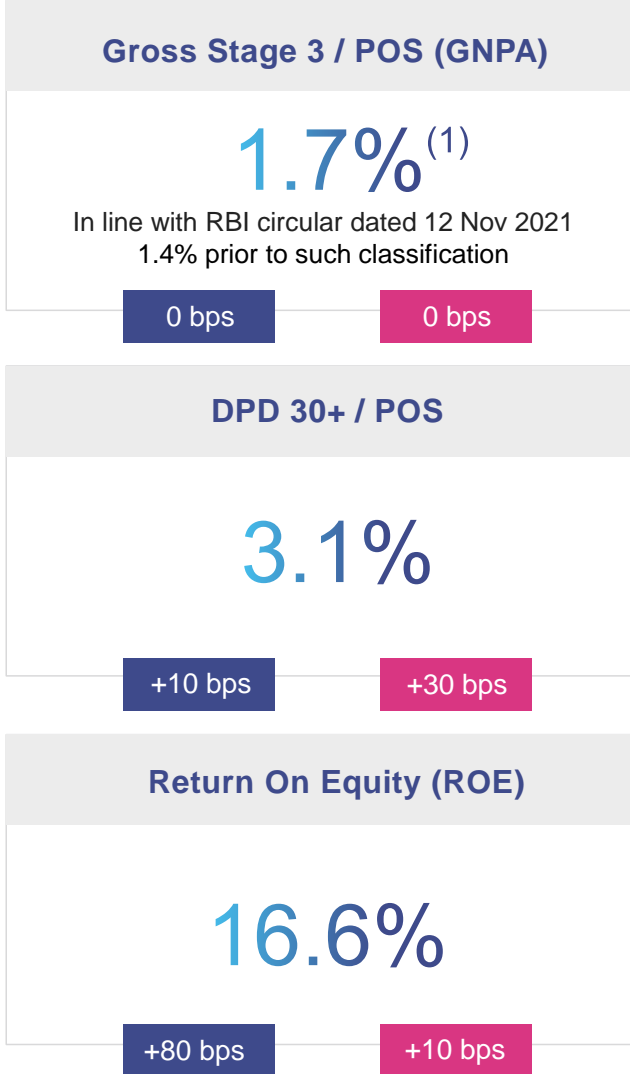 Gross Stage 3 / POS (GNPA)
1.7%(1)
In line with RBI circular dated 12 Nov 2021
1.4% prior to such classification
0 bps 0 bps
DPD 30+ / POS
3.1%
+10 bps +30 bps
Return On Equity (ROE)
16.6%
+80 bps +10 bps